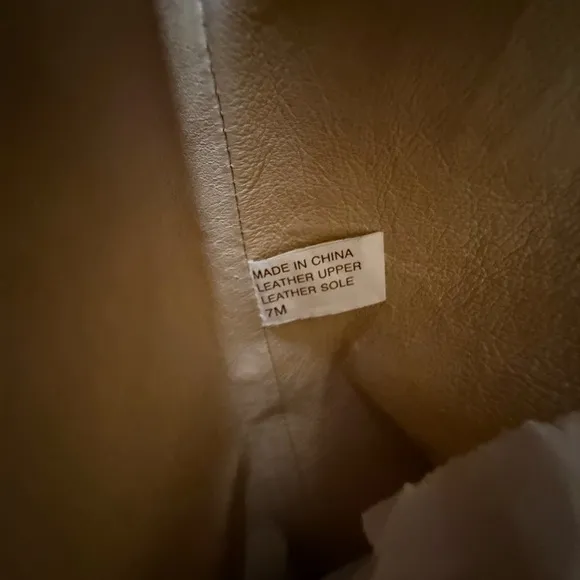 MADE IN CHINA
LEATHER UPPER
LEATHER SOLE
7M